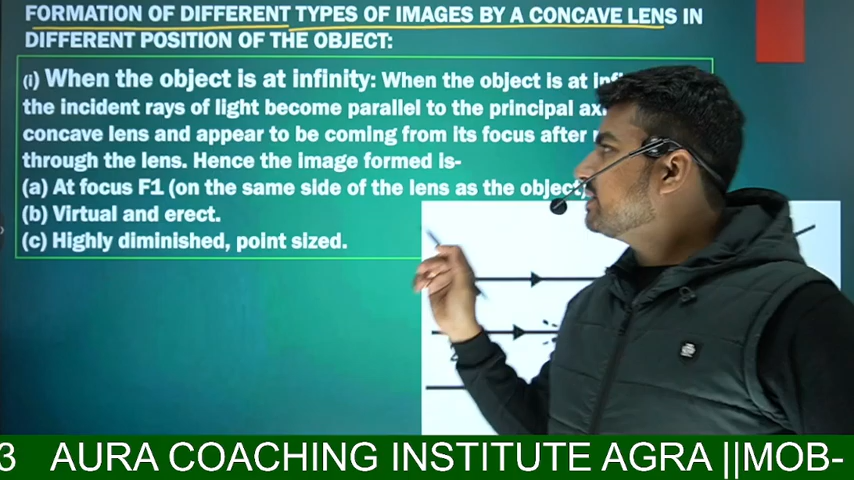 FORMATION OF DIFFERENT TYPES OF IMAGES BY A CONCAVE LENS IN
DIFFERENT POSITION OF THE OBJECT:
(i) When the object is at infinity: When the object is at
the incident rays of light become parallel to the principal
concave lens and appear to be coming from its focus after
through the lens. Hence the image formed is-
(a) At focus F1 (on the same side of the lens as the object)
(b) Virtual and erect.
(c) Highly diminished, point sized.
3 AURA COACHING INSTITUTE AGRA ||MOB-